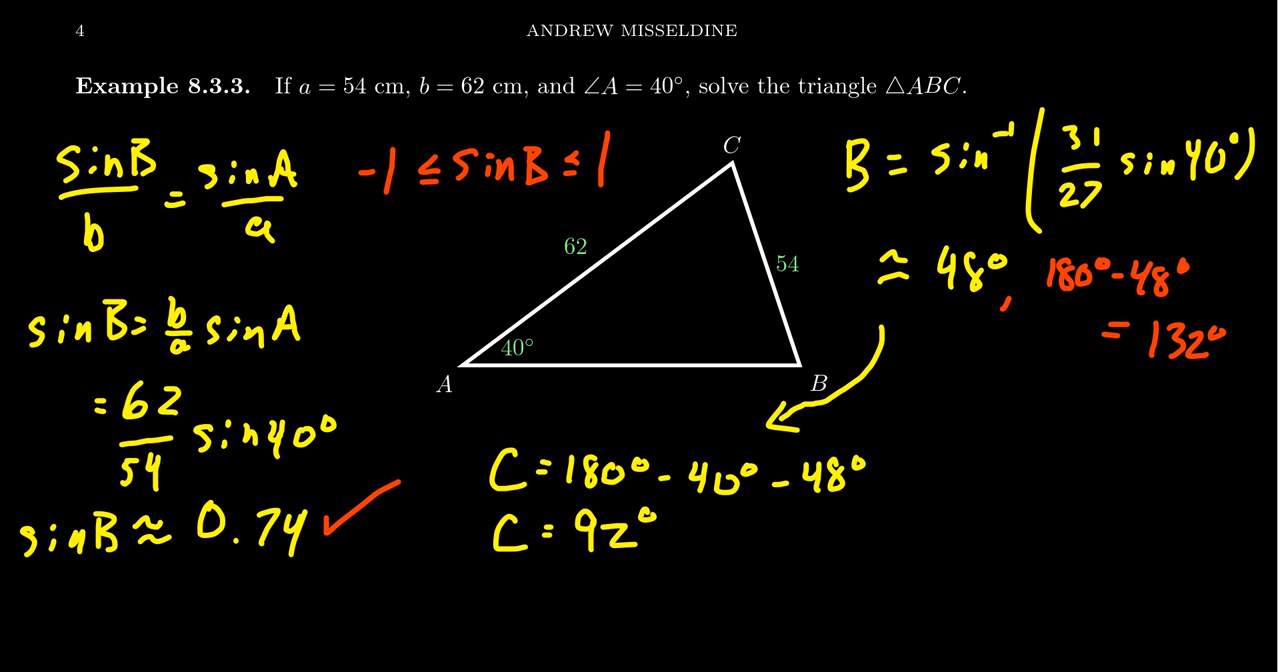 4 ANDREW MISSELDINE
Example 8.3.3. If a = 54 cm, b = 62 cm, and ∠A = 40°, solve the triangle △ABC.
sinB/b = sinA/a
-1 ≤ sinB ≤ 1
sinB = b/a sinA
= 62/54 sin40°
sinB ≈ 0.74 ✓
C
62
54
40°
A
B
B = sin⁻¹(31/27 sin40°)
≈ 48°, 180° - 48°
= 132°
C = 180° - 40° - 48°
C = 92°